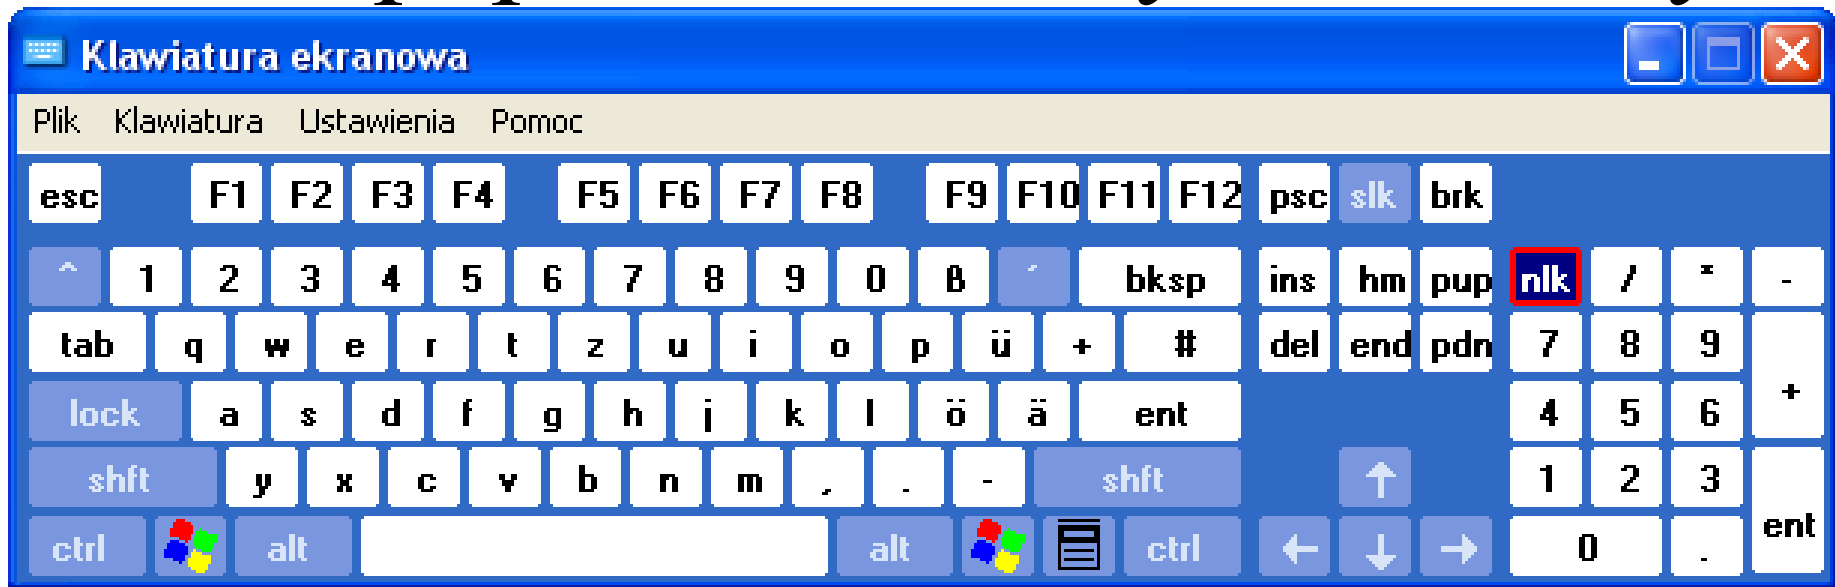 Klawiatura ekranowa
Plik Klawiatura Ustawienia Pomoc
esc F1 F2 F3 F4 F5 F6 F7 F8 F9 F10 F11 F12 psc slk brk
^ 1 2 3 4 5 6 7 8 9 0 ß ´ bksp ins hm pup nlk / * -
tab q w e r t z u i o p ü + # del end pdn 7 8 9
lock a s d f g h j k l ö ä ent 4 5 6 +
shft y x c v b n m , . - shft ↑ 1 2 3
ctrl alt alt ctrl ← ↓ → 0 . ent